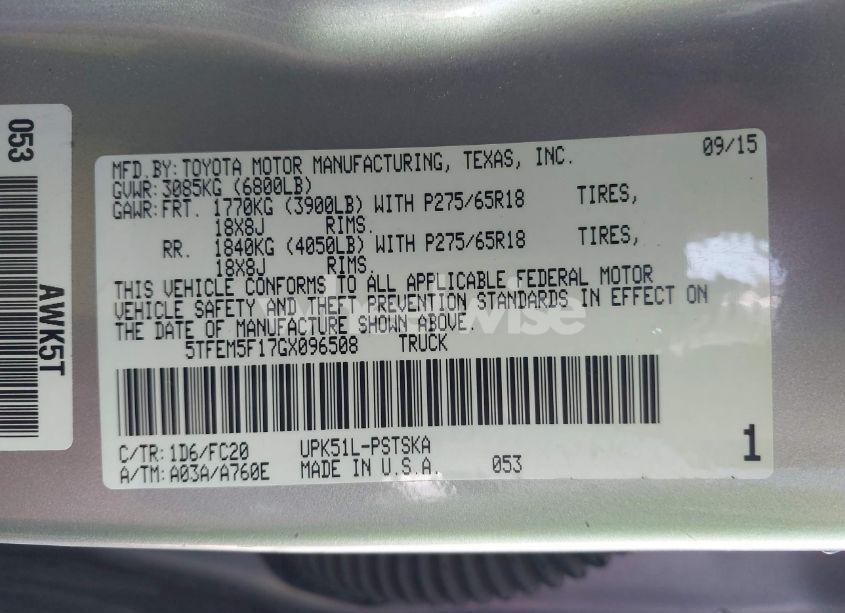 053
AWK5T
MFD.BY:TOYOTA MOTOR MANUFACTURING, TEXAS, INC. 09/15
GVWR:3085KG (6800LB)
GAWR:FRT. 1770KG (3900LB) WITH P275/65R18 TIRES,
18X8J RIMS.
RR. 1840KG (4050LB) WITH P275/65R18 TIRES,
18X8J RIMS.
THIS VEHICLE CONFORMS TO ALL APPLICABLE FEDERAL MOTOR
VEHICLE SAFETY AND THEFT PREVENTION STANDARDS IN EFFECT ON
THE DATE OF MANUFACTURE SHOWN ABOVE.
5TFEM5F17GX096508 TRUCK
C/TR:1D6/FC20 UPK51L-PSTSKA
A/TM:A03A/A760E MADE IN U.S.A. 053 1